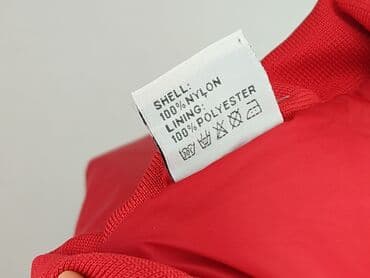 SHELL:
100% NYLON
LINING:
100% POLYESTER